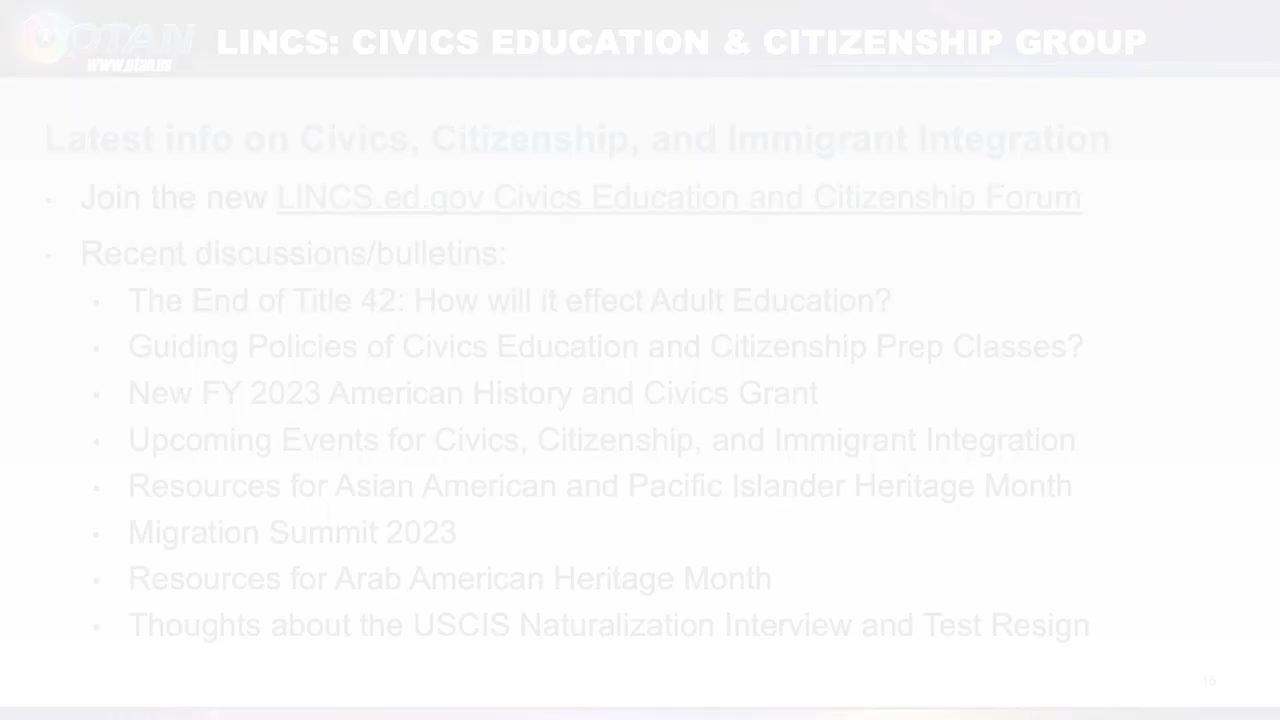 OTAN
www.otan.us
LINCS: CIVICS EDUCATION & CITIZENSHIP GROUP
Latest info on Civics, Citizenship, and Immigrant Integration
• Join the new LINCS.ed.gov Civics Education and Citizenship Forum
• Recent discussions/bulletins:
• The End of Title 42: How will it effect Adult Education?
• Guiding Policies of Civics Education and Citizenship Prep Classes?
• New FY 2023 American History and Civics Grant
• Upcoming Events for Civics, Citizenship, and Immigrant Integration
• Resources for Asian American and Pacific Islander Heritage Month
• Migration Summit 2023
• Resources for Arab American Heritage Month
• Thoughts about the USCIS Naturalization Interview and Test Resign
15